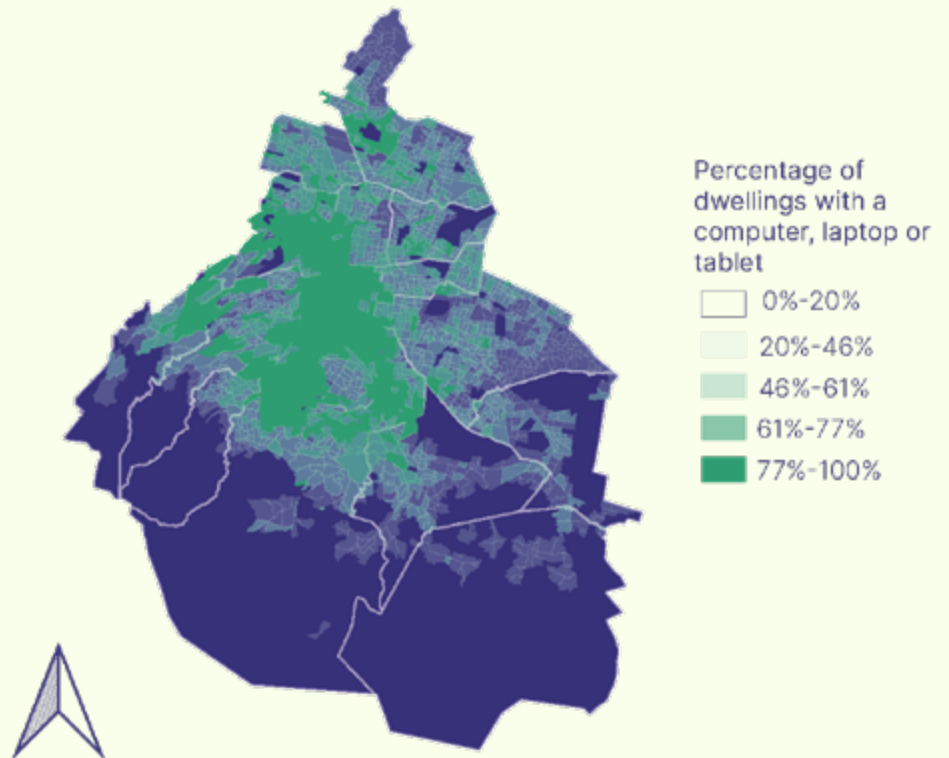 Percentage of
dwellings with a
computer, laptop or
tablet
0%-20%
20%-46%
46%-61%
61%-77%
77%-100%